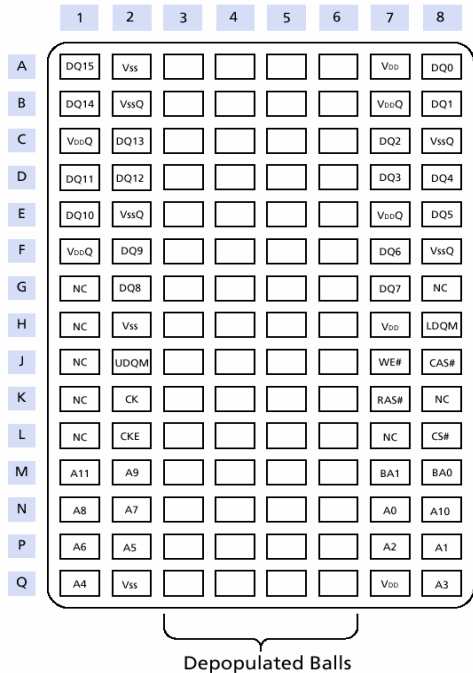 1 2 3 4 5 6 7 8
A DQ15 Vss VDD DQ0
B DQ14 VssQ VDDQ DQ1
C VDDQ DQ13 DQ2 VssQ
D DQ11 DQ12 DQ3 DQ4
E DQ10 VssQ VDDQ DQ5
F VDDQ DQ9 DQ6 VssQ
G NC DQ8 DQ7 NC
H NC Vss VDD LDQM
J NC UDQM WE# CAS#
K NC CK RAS# NC
L NC CKE NC CS#
M A11 A9 BA1 BA0
N A8 A7 A0 A10
P A6 A5 A2 A1
Q A4 Vss VDD A3
Depopulated Balls